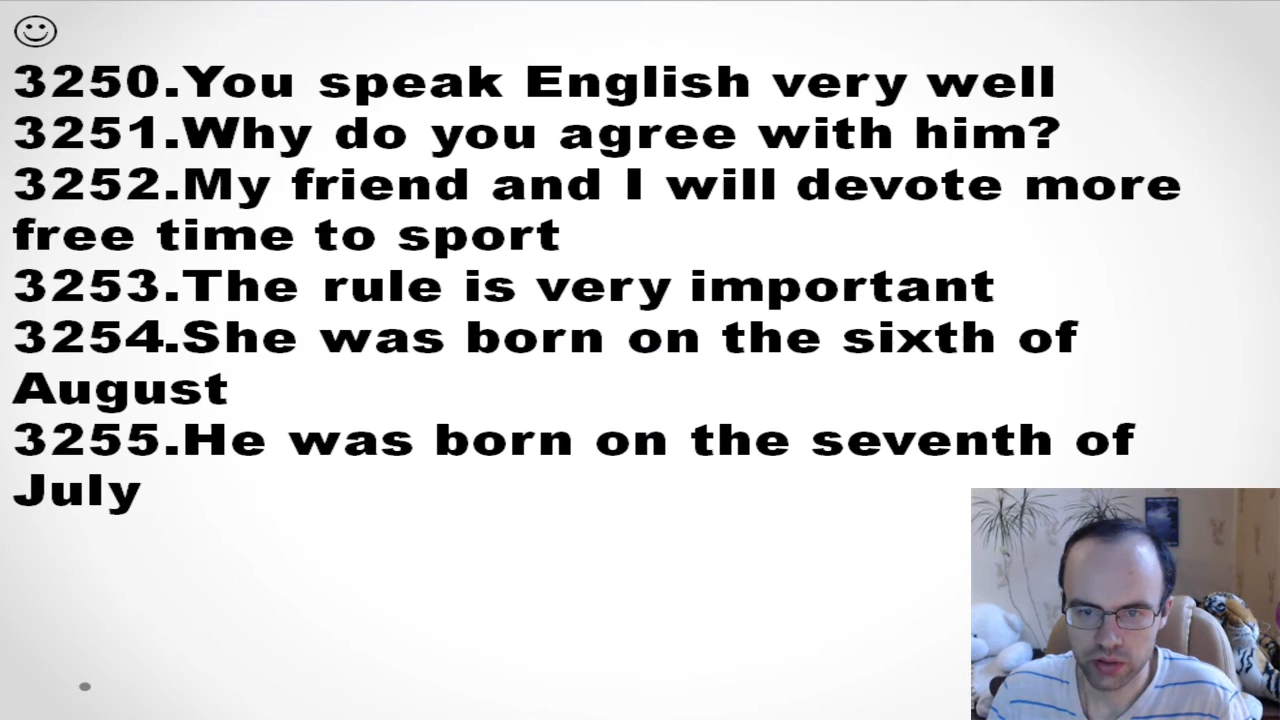 3250.You speak English very well
3251.Why do you agree with him?
3252.My friend and I will devote more
free time to sport
3253.The rule is very important
3254.She was born on the sixth of
August
3255.He was born on the seventh of
July